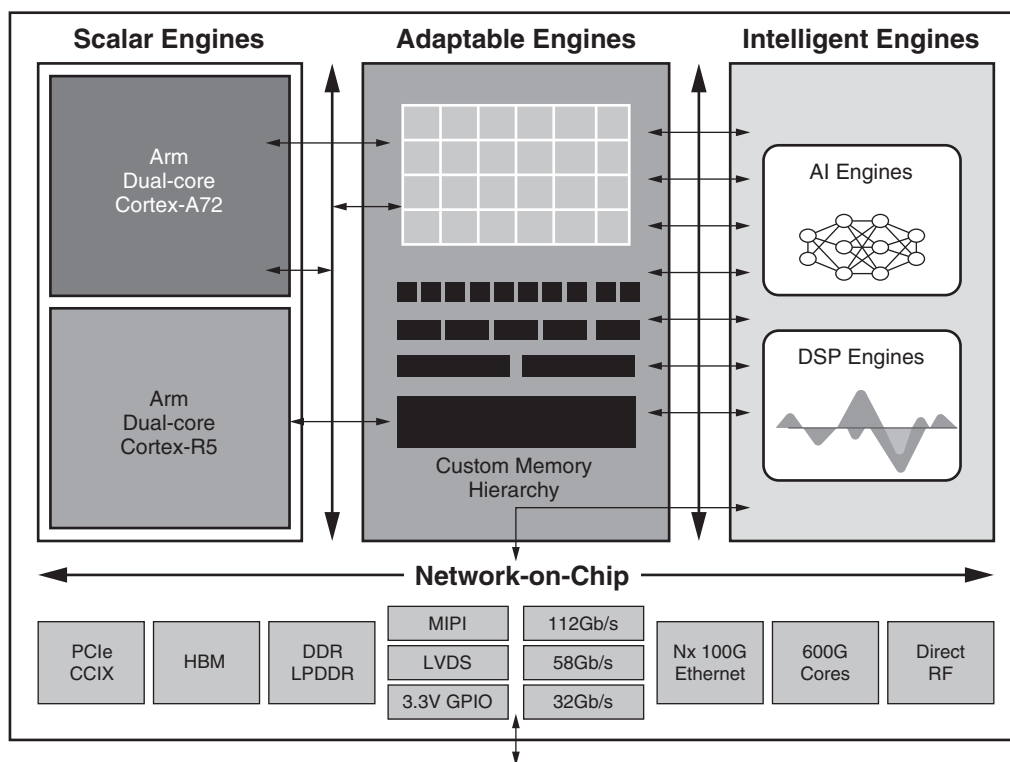 Scalar Engines
Adaptable Engines
Intelligent Engines
Arm
Dual-core
Cortex-A72
Arm
Dual-core
Cortex-R5
Custom Memory
Hierarchy
AI Engines
DSP Engines
Network-on-Chip
PCIe
CCIX
HBM
DDR
LPDDR
MIPI
LVDS
3.3V GPIO
112Gb/s
58Gb/s
32Gb/s
Nx 100G
Ethernet
600G
Cores
Direct
RF